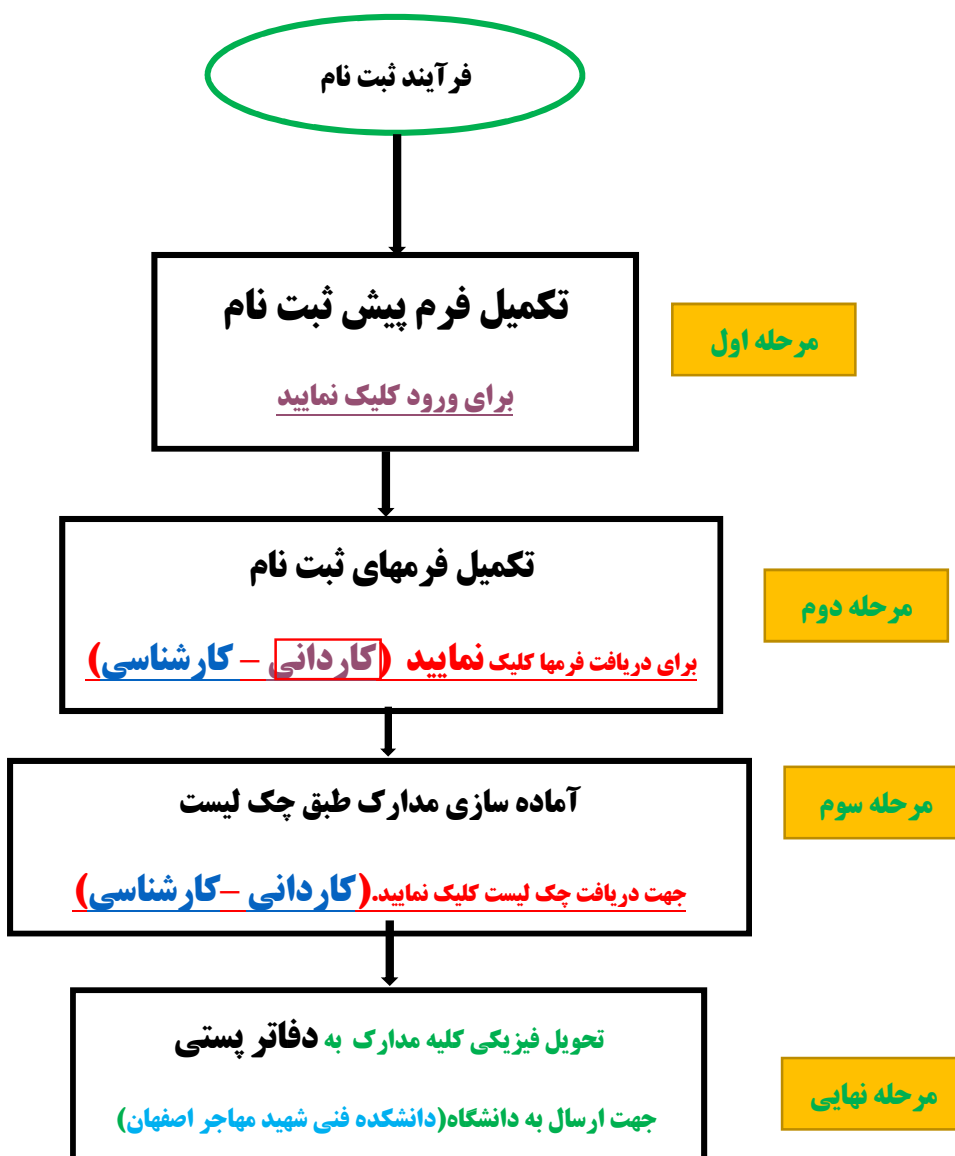 فرآیند ثبت نام
تکمیل فرم پیش ثبت نام
برای ورود کلیک نمایید
مرحله اول
تکمیل فرمهای ثبت نام
برای دریافت فرمها کلیک نمایید (کاردانی – کارشناسی)
مرحله دوم
آماده سازی مدارک طبق چک لیست
جهت دریافت چک لیست کلیک نمایید.(کاردانی –کارشناسی)
مرحله سوم
تحویل فیزیکی کلیه مدارک به دفاتر پستی
جهت ارسال به دانشگاه(دانشکده فنی شهید مهاجر اصفهان)
مرحله نهایی